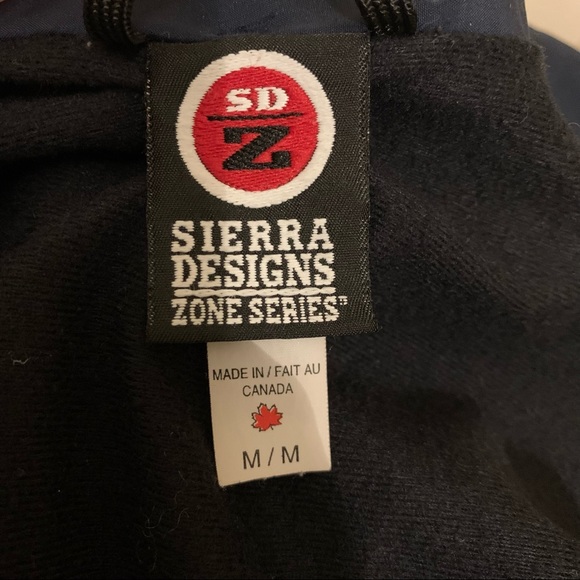 SD
Z
SIERRA
DESIGNS
ZONE SERIES™
MADE IN / FAIT AU
CANADA
M / M